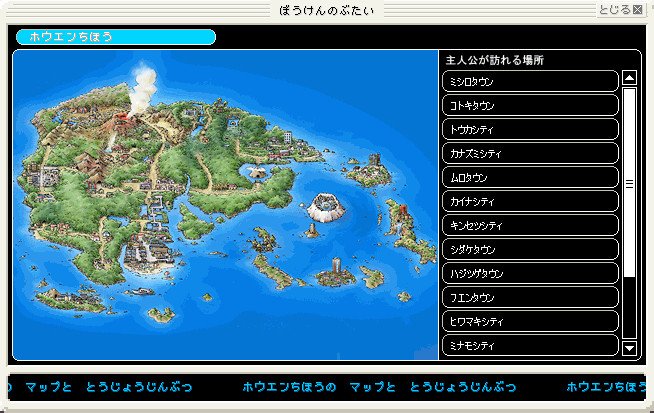 ぼうけんのぶたい
とじる
ホウエンちほう
主人公が訪れる場所
ミシロタウン
コトキタウン
トウカシティ
カナズミシティ
ムロタウン
カイナシティ
キンセツシティ
シダケタウン
ハジツゲタウン
フエンタウン
ヒワマキシティ
ミナモシティ
の マップと とうじょうじんぶつ ホウエンちほうの マップと とうじょうじんぶつ ホウエンちほう